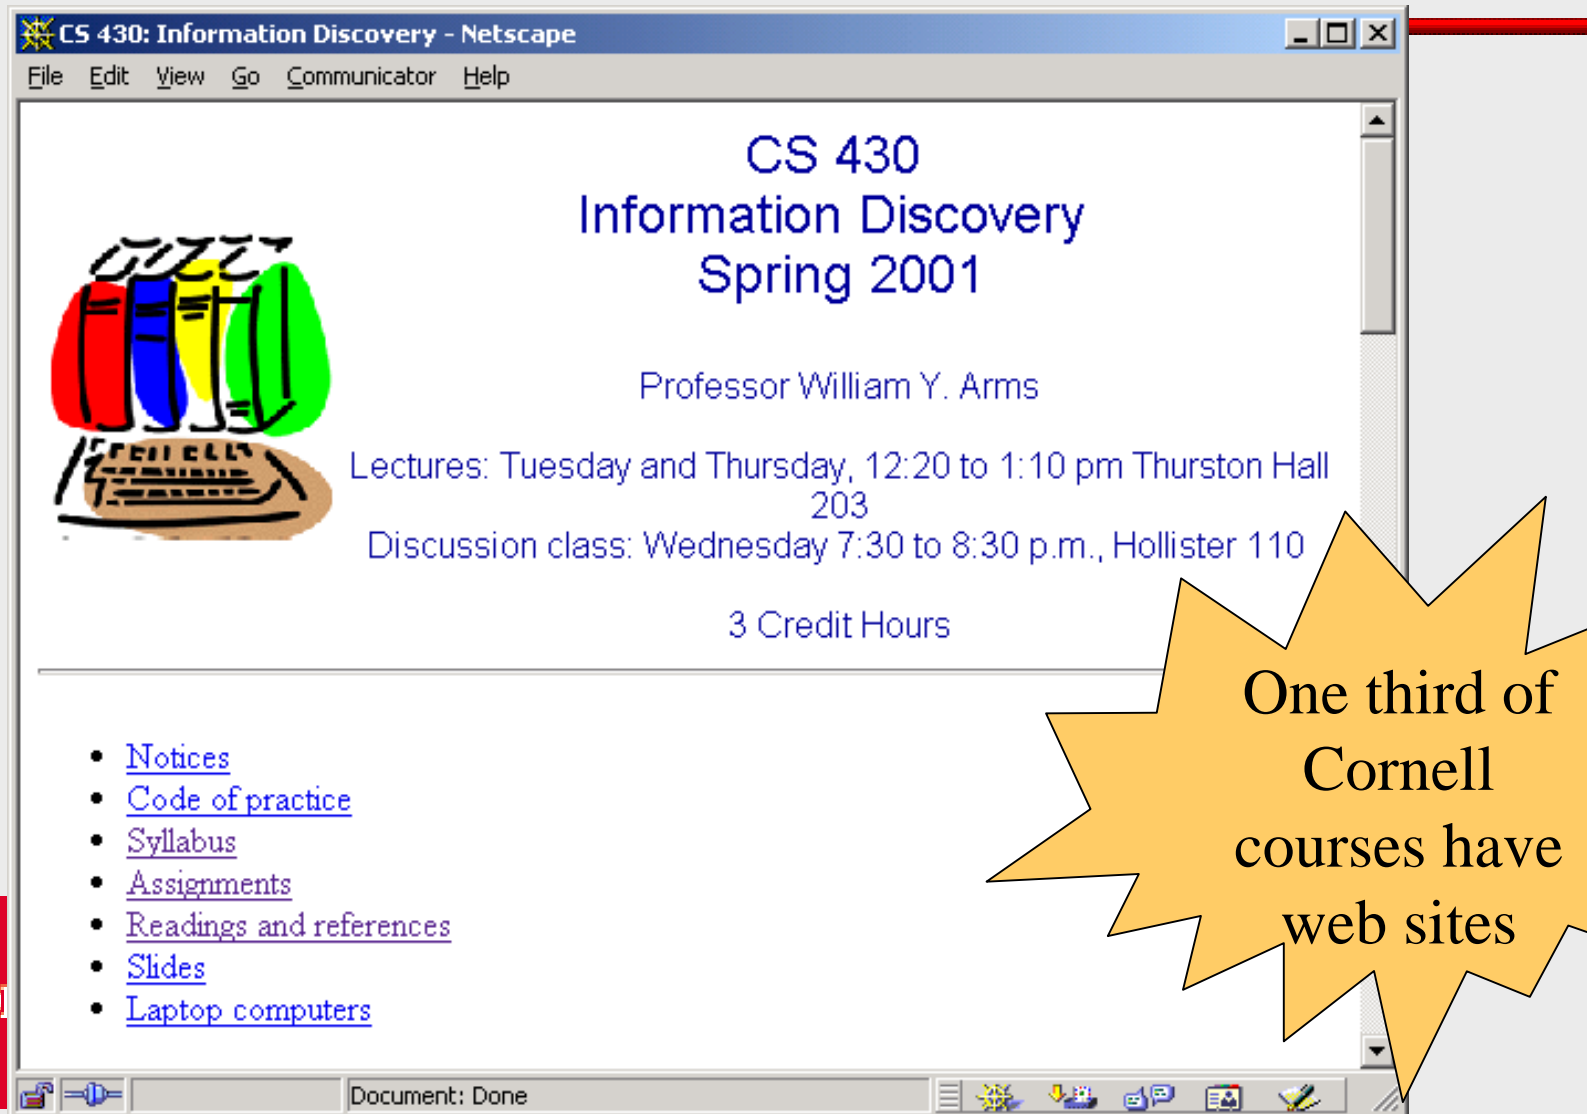 CS 430: Information Discovery - Netscape
File Edit View Go Communicator Help
CS 430
Information Discovery
Spring 2001
Professor William Y. Arms
Lectures: Tuesday and Thursday, 12:20 to 1:10 pm Thurston Hall
203
Discussion class: Wednesday 7:30 to 8:30 p.m., Hollister 110
3 Credit Hours
• Notices
• Code of practice
• Syllabus
• Assignments
• Readings and references
• Slides
• Laptop computers
One third of
Cornell
courses have
web sites
Document: Done